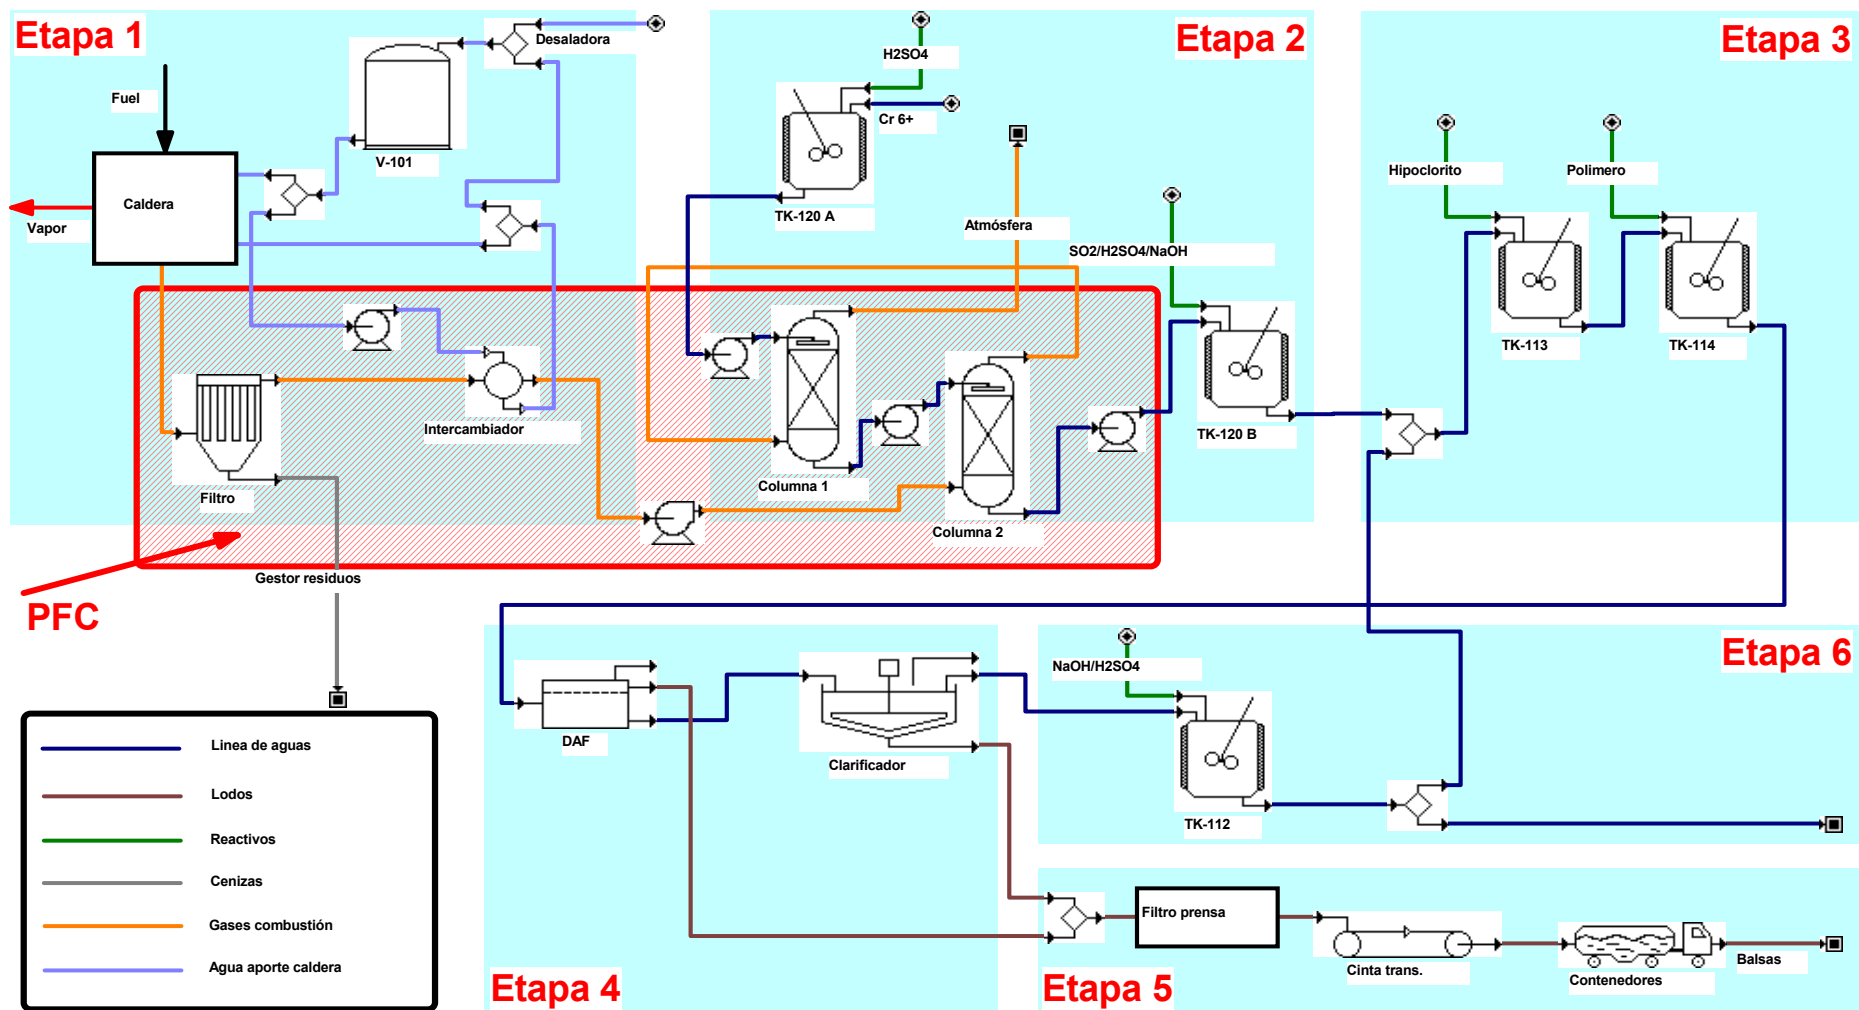 Etapa 1
Desaladora
Fuel
V-101
Caldera
Vapor
Etapa 2
H2SO4
Cr 6+
TK-120 A
Atmósfera
SO2/H2SO4/NaOH
TK-120 B
Etapa 3
Hipoclorito
Polimero
TK-113
TK-114
Intercambiador
Filtro
Columna 1
Columna 2
Gestor residuos
PFC
Linea de aguas
Lodos
Reactivos
Cenizas
Gases combustión
Agua aporte caldera
DAF
Clarificador
Etapa 4
Etapa 6
NaOH/H2SO4
TK-112
Filtro prensa
Cinta trans.
Contenedores
Balsas
Etapa 5